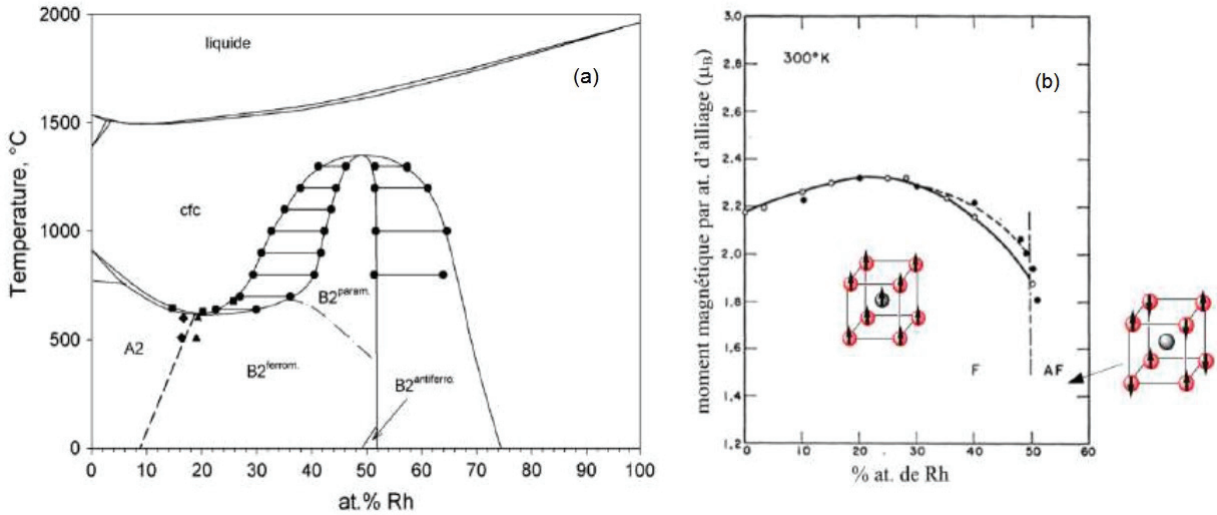 2000
1500
1000
500
0
Temperature, °C
liquide
(a)
cfc
A2
B2param.
B2ferrom.
B2antiferro.
0 10 20 30 40 50 60 70 80 90 100
at.% Rh
3,0
2,8
2,6
2,4
2,2
2,0
1,8
1,6
1,4
1,2
moment magnétique par at. d'alliage (μB)
300°K
(b)
F
AF
0 10 20 30 40 50 60
% at. de Rh